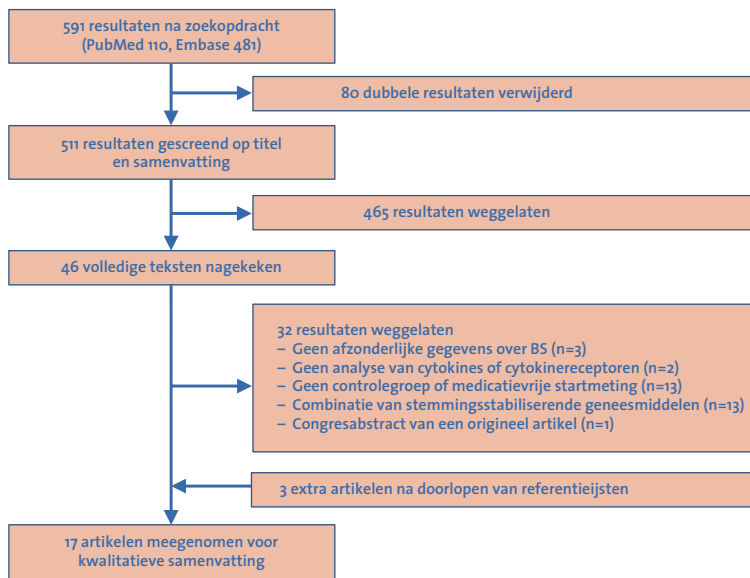 591 resultaten na zoekopdracht
(PubMed 110, Embase 481)
80 dubbele resultaten verwijderd
511 resultaten gescreend op titel
en samenvatting
465 resultaten weggelaten
46 volledige teksten nagekeken
32 resultaten weggelaten
– Geen afzonderlijke gegevens over BS (n=3)
– Geen analyse van cytokines of cytokinereceptoren (n=2)
– Geen controlegroep of medicatievrije startmeting (n=13)
– Combinatie van stemmingsstabiliserende geneesmiddelen (n=13)
– Congresabstract van een origineel artikel (n=1)
3 extra artikelen na doorlopen van referentieijsten
17 artikelen meegenomen voor
kwalitatieve samenvatting